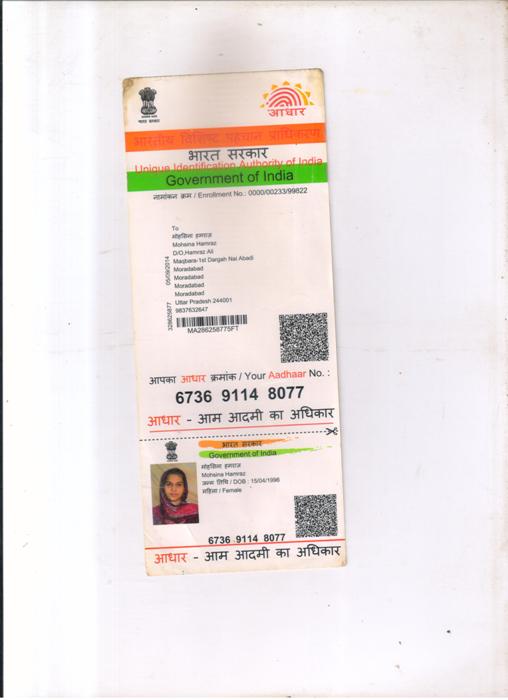 भारत सरकार
आधार
भारतीय विशिष्ट पहचान प्राधिकरण
भारत सरकार
Unique Identification Authority of India
Government of India
नामांकन क्रम / Enrollment No.: 0000/00233/99822
To
मोहसिना हमराज
Mohsina Hamraz
D/O,Hamraz Ali
Maqbara-1st Dargah Nai Abadi
Moradabad
Moradabad
Moradabad
Moradabad
Uttar Pradesh 244001
9837632647
05/09/2014
328625877
MA286258775FT
आपका आधार क्रमांक / Your Aadhaar No. :
6736 9114 8077
आधार - आम आदमी का अधिकार
भारत सरकार
Government of India
मोहसिना हमराज
Mohsina Hamraz
जन्म तिथि / DOB : 15/04/1996
महिला / Female
6736 9114 8077
आधार - आम आदमी का अधिकार